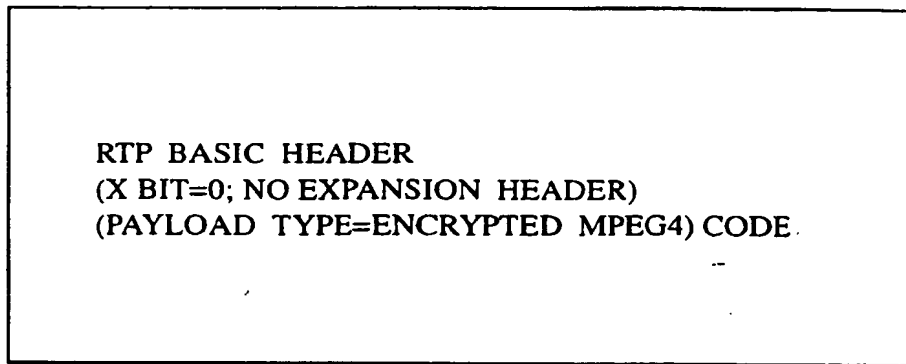 RTP BASIC HEADER
(X BIT=0; NO EXPANSION HEADER)
(PAYLOAD TYPE=ENCRYPTED MPEG4) CODE